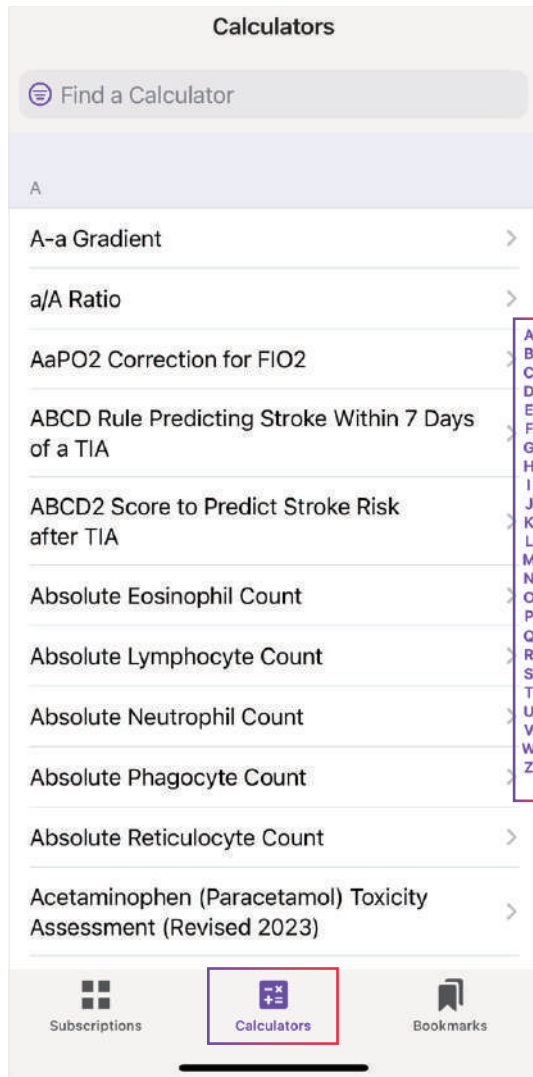 Calculators
Find a Calculator
A
A-a Gradient
a/A Ratio
AaPO2 Correction for FIO2
ABCD Rule Predicting Stroke Within 7 Days
of a TIA
ABCD2 Score to Predict Stroke Risk
after TIA
Absolute Eosinophil Count
Absolute Lymphocyte Count
Absolute Neutrophil Count
Absolute Phagocyte Count
Absolute Reticulocyte Count
Acetaminophen (Paracetamol) Toxicity
Assessment (Revised 2023)
A
B
C
D
E
F
G
H
I
J
K
L
M
N
O
P
Q
R
S
T
U
V
W
Z
Subscriptions
Calculators
Bookmarks